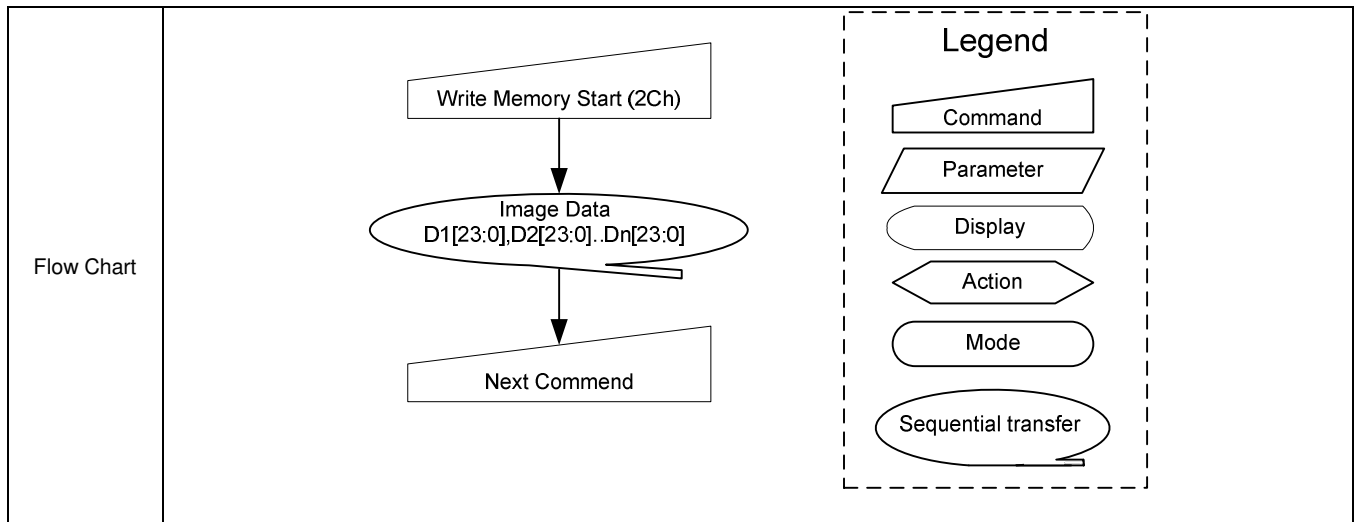 Flow Chart
Write Memory Start (2Ch)
Image Data
D1[23:0],D2[23:0]..Dn[23:0]
Next Commend
Legend
Command
Parameter
Display
Action
Mode
Sequential transfer